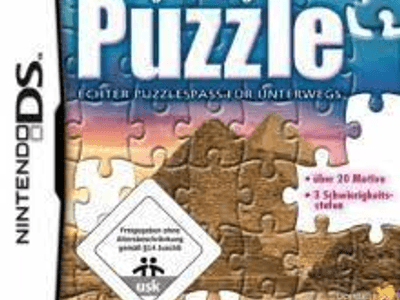 Puzzle
ECHTER PUZZLESPASS FÜR UNTERWEGS
NINTENDO DS
• über 20 Motive
• 3 Schwierigkeits-
stufen
Freigegeben ohne
Altersbeschränkung
gemäß §14 JuschG
usk